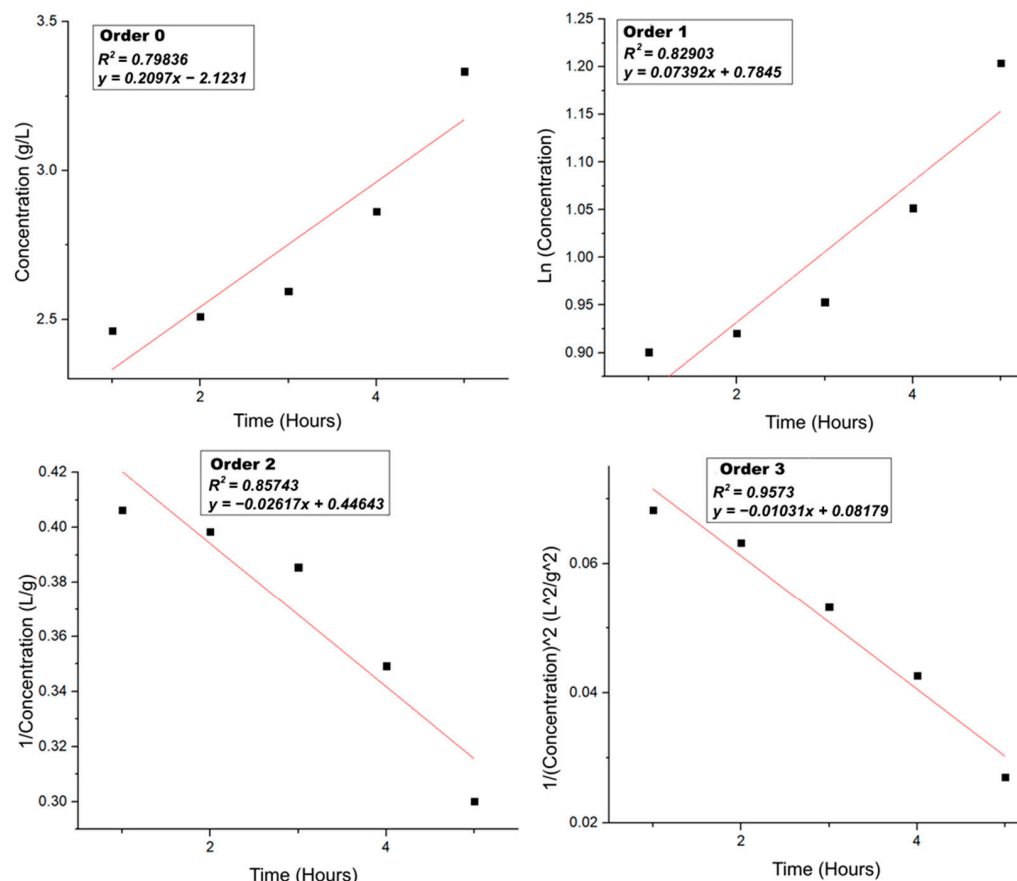 Order 0
R² = 0.79836
y = 0.2097x − 2.1231
3.5
3.0
2.5
Concentration (g/L)
2
4
Time (Hours)
Order 1
R² = 0.82903
y = 0.07392x + 0.7845
1.25
1.20
1.15
1.10
1.05
1.00
0.95
0.90
Ln (Concentration)
2
4
Time (Hours)
Order 2
R² = 0.85743
y = −0.02617x + 0.44643
0.42
0.40
0.38
0.36
0.34
0.32
0.30
1/Concentration (L/g)
2
4
Time (Hours)
Order 3
R² = 0.9573
y = −0.01031x + 0.08179
0.06
0.04
0.02
1/(Concentration)^2 (L^2/g^2)
2
4
Time (Hours)